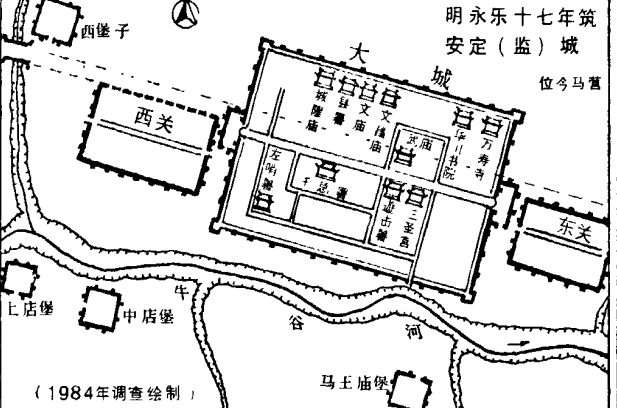 明永乐十七年筑
安定（监）城
位今马营
西堡子
大城
西关
城隍庙
县署
文庙
文昌庙
武庙
书院
万寿寺
左哨署
千总署
游击署
三圣宫
东关
上店堡
中店堡
牛谷河
马王庙堡
（1984年调查绘制）